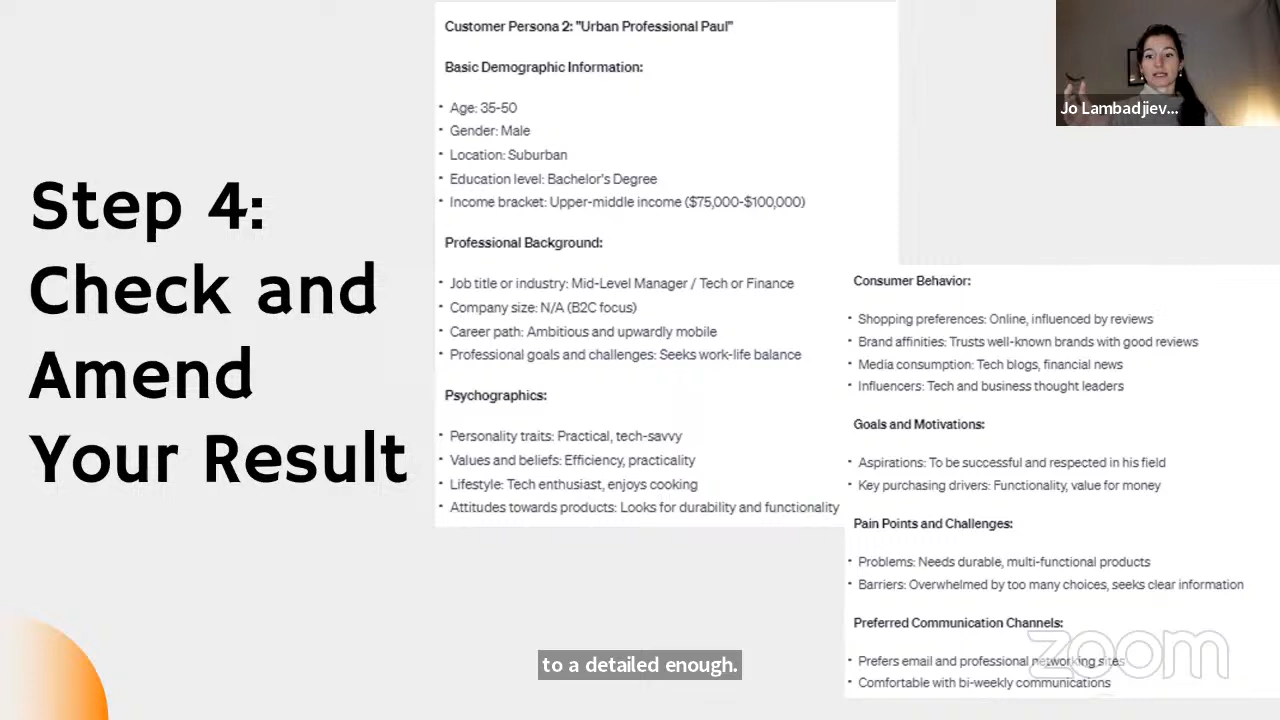 Step 4:
Check and
Amend
Your Result
Customer Persona 2: "Urban Professional Paul"
Basic Demographic Information:
• Age: 35-50
• Gender: Male
• Location: Suburban
• Education level: Bachelor's Degree
• Income bracket: Upper-middle income ($75,000-$100,000)
Professional Background:
• Job title or industry: Mid-Level Manager / Tech or Finance
• Company size: N/A (B2C focus)
• Career path: Ambitious and upwardly mobile
• Professional goals and challenges: Seeks work-life balance
Psychographics:
• Personality traits: Practical, tech-savvy
• Values and beliefs: Efficiency, practicality
• Lifestyle: Tech enthusiast, enjoys cooking
• Attitudes towards products: Looks for durability and functionality
Consumer Behavior:
• Shopping preferences: Online, influenced by reviews
• Brand affinities: Trusts well-known brands with good reviews
• Media consumption: Tech blogs, financial news
• Influencers: Tech and business thought leaders
Goals and Motivations:
• Aspirations: To be successful and respected in his field
• Key purchasing drivers: Functionality, value for money
Pain Points and Challenges:
• Problems: Needs durable, multi-functional products
• Barriers: Overwhelmed by too many choices, seeks clear information
Preferred Communication Channels:
• Prefers email and professional networking sites
• Comfortable with bi-weekly communications
Jo Lambadjiev...
to a detailed enough.
zoom